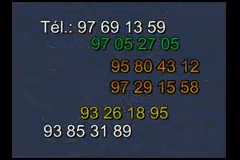 Tél.: 97 69 13 59
97 05 27 05
95 80 43 12
97 29 15 58
93 26 18 95
93 85 31 89